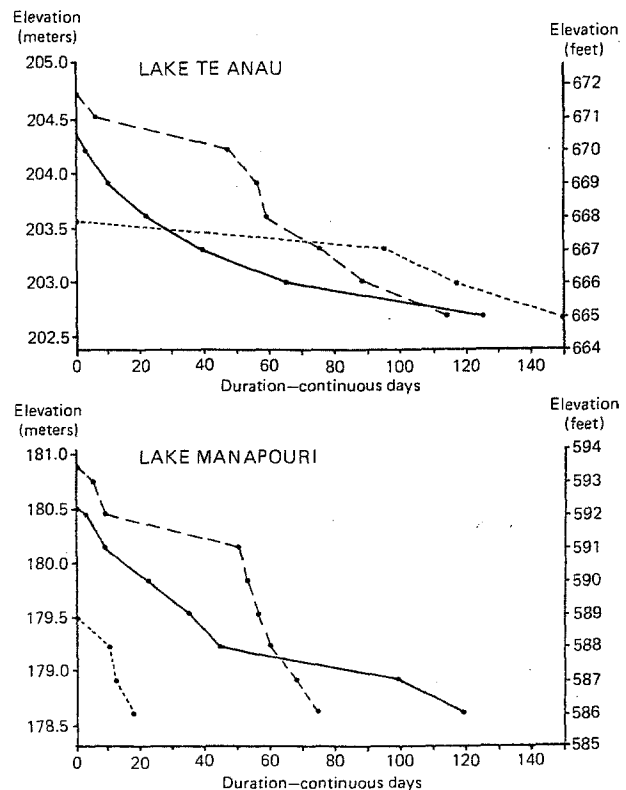 Elevation
(meters)
Elevation
(feet)
LAKE TE ANAU
205.0
204.5
204.0
203.5
203.0
202.5
672
671
670
669
668
667
666
665
664
0 20 40 60 80 100 120 140
Duration—continuous days
Elevation
(meters)
Elevation
(feet)
LAKE MANAPOURI
181.0
180.5
180.0
179.5
179.0
178.5
594
593
592
591
590
589
588
587
586
585
0 20 40 60 80 100 120 140
Duration—continuous days